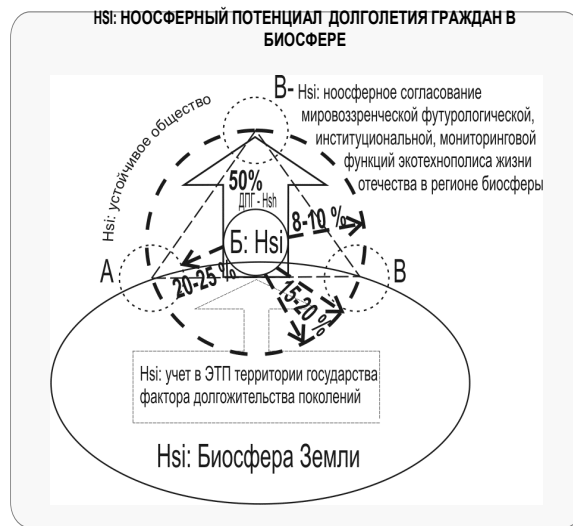 HSI: НООСФЕРНЫЙ ПОТЕНЦИАЛ ДОЛГОЛЕТИЯ ГРАЖДАН В
БИОСФЕРЕ
В- Hsi: ноосферное согласование
мировоззренческой футурологической,
институциональной, мониторинговой
функций экотехнополиса жизни
отечества в регионе биосферы
Hsi: устойчивое общество
50%
ДПГ - Hsh
8-10 %
Б: Hsi
А
20-25 %
15-20 %
В
Hsi: учет в ЭТП территории государства
фактора долгожительства поколений
Hsi: Биосфера Земли